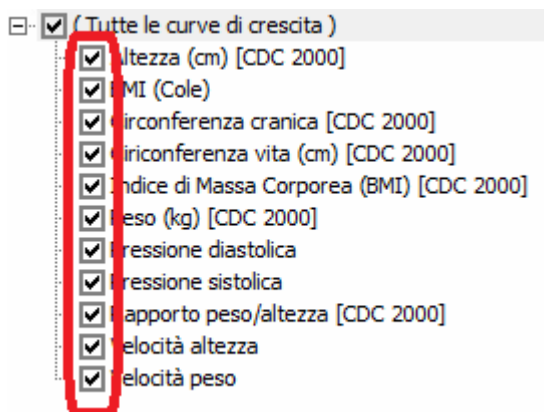 ( Tutte le curve di crescita )
Altezza (cm) [CDC 2000]
BMI (Cole)
Circonferenza cranica [CDC 2000]
Ciriconferenza vita (cm) [CDC 2000]
Indice di Massa Corporea (BMI) [CDC 2000]
Peso (kg) [CDC 2000]
Pressione diastolica
Pressione sistolica
Rapporto peso/altezza [CDC 2000]
Velocità altezza
Velocità peso